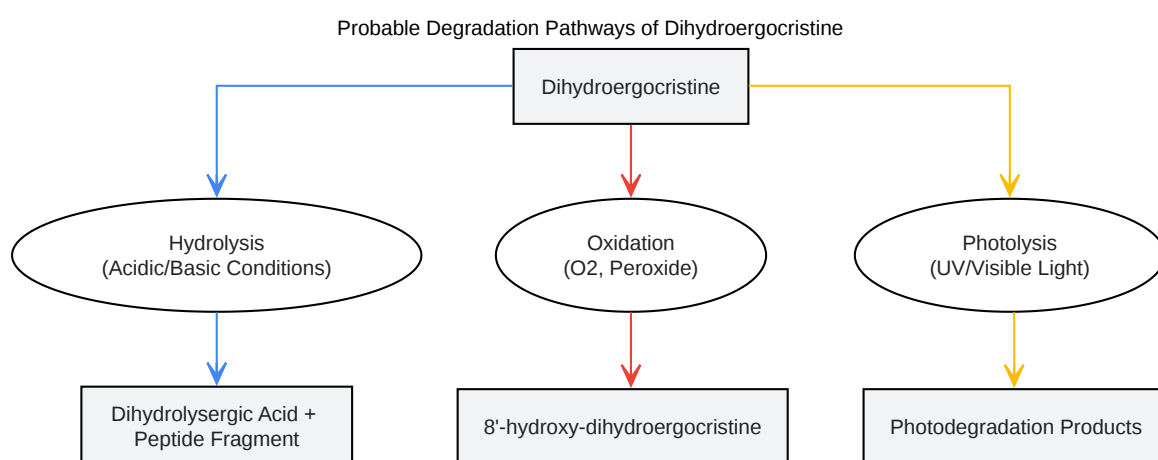 Probable Degradation Pathways of Dihydroergocristine
Dihydroergocristine
Hydrolysis
(Acidic/Basic Conditions)
Oxidation
(O2, Peroxide)
Photolysis
(UV/Visible Light)
Dihydrolysergic Acid +
Peptide Fragment
8'-hydroxy-dihydroergocristine
Photodegradation Products